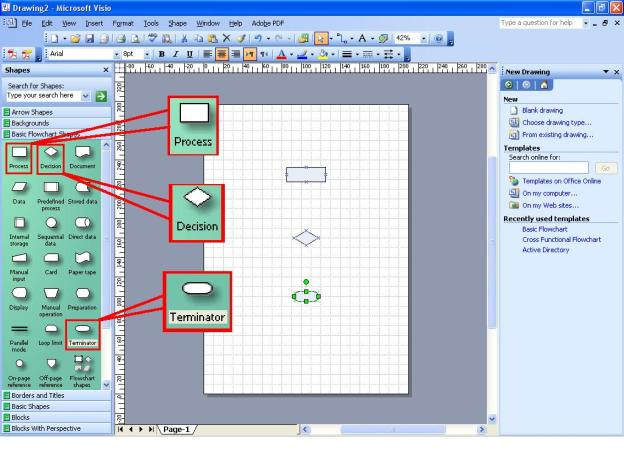 Drawing2 - Microsoft Visio
File Edit View Insert Format Tools Shape Window Help Adobe PDF
Type a question for help
42%
Arial
8pt
B I U
Shapes
Search for Shapes:
Type your search here
Arrow Shapes
Backgrounds
Basic Flowchart Shapes
Process Decision Document
Data Predefined process Stored data
Internal storage Sequential data Direct data
Manual input Card Paper tape
Display Manual operation Preparation
Parallel mode Loop limit Terminator
On-page reference Off-page reference Flowchart shapes
Borders and Titles
Basic Shapes
Blocks
Blocks With Perspective
Process
Decision
Terminator
Page-1
New Drawing
New
Blank drawing
Choose drawing type...
From existing drawing...
Templates
Search online for:
Go
Templates on Office Online
On my computer...
On my Web sites...
Recently used templates
Basic Flowchart
Cross Functional Flowchart
Active Directory